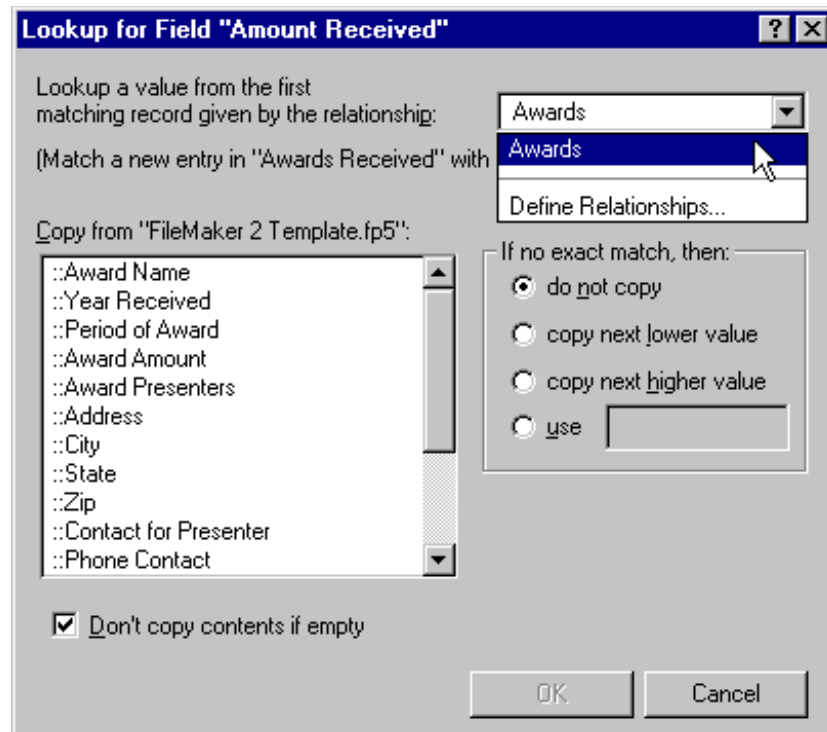 Lookup for Field "Amount Received"
Lookup a value from the first
matching record given by the relationship:
Awards
Awards
Define Relationships...
(Match a new entry in "Awards Received" with
Copy from "FileMaker 2 Template.fp5":
::Award Name
::Year Received
::Period of Award
::Award Amount
::Award Presenters
::Address
::City
::State
::Zip
::Contact for Presenter
::Phone Contact
If no exact match, then:
do not copy
copy next lower value
copy next higher value
use
Don't copy contents if empty
OK
Cancel